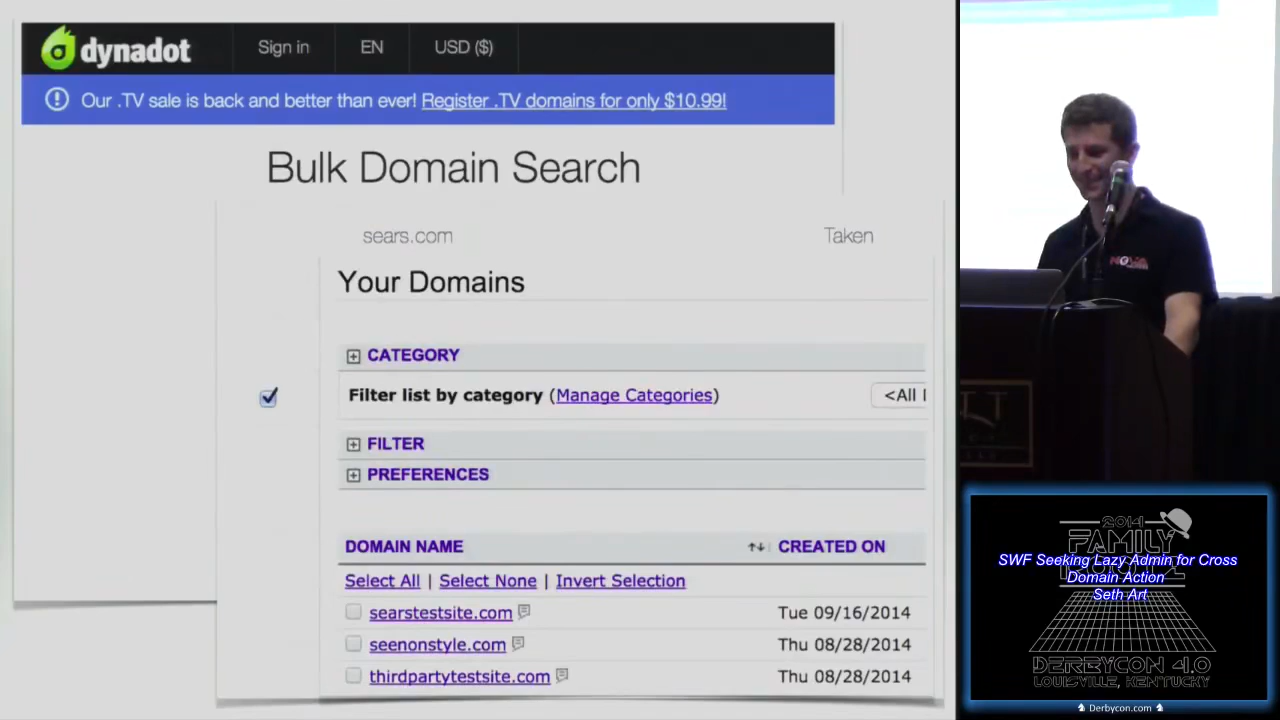 dynadot Sign in EN USD ($)
Our .TV sale is back and better than ever! Register .TV domains for only $10.99!
Bulk Domain Search
sears.com Taken
Your Domains
CATEGORY
Filter list by category (Manage Categories) <All
FILTER
PREFERENCES
DOMAIN NAME CREATED ON
Select All | Select None | Invert Selection
searstestsite.com Tue 09/16/2014
seenonstyle.com Thu 08/28/2014
thirdpartytestsite.com Thu 08/28/2014
2014
FAMILY
SWF Seeking Lazy Admin for Cross
Domain Action
Seth Art
DERBYCON 4.0
LOUISVILLE, KENTUCKY
Derbycon.com